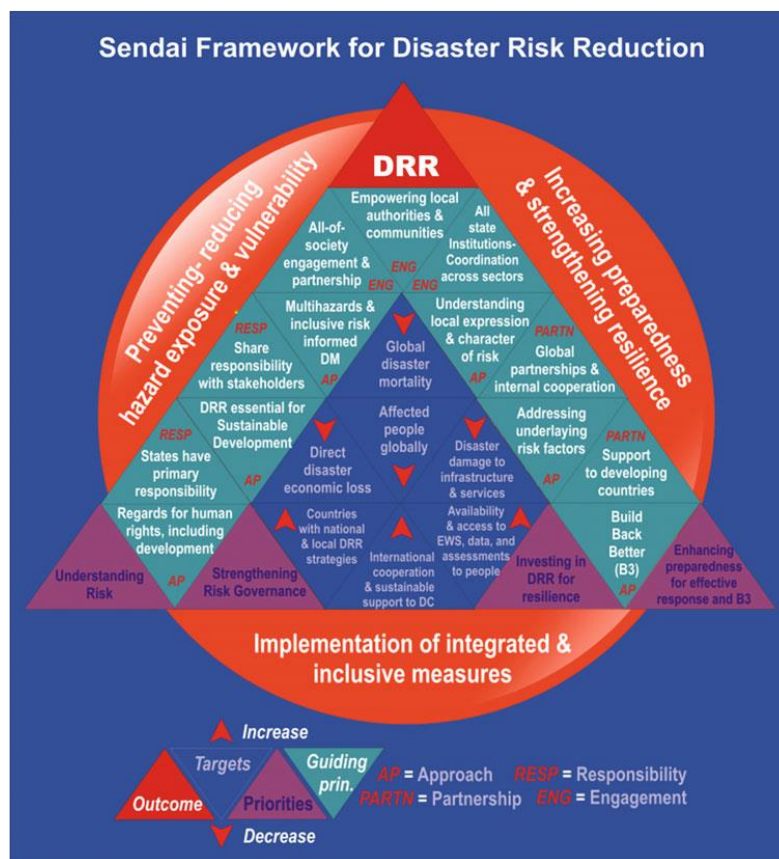 Sendai Framework for Disaster Risk Reduction
DRR
Preventing- reducing
hazard exposure & vulnerability
Increasing preparedness
& strengthening resilience
Empowering local
authorities &
communities
ENG
All-of-
society
engagement &
partnership
ENG
All
state
Institutions-
Coordination
across sectors
ENG
RESP
Share
responsibility
with stakeholders
Multihazards &
inclusive risk
informed
DM
AP
Global
disaster
mortality
Understanding
local expression
& character
of risk
AP
PARTN
Global
partnerships &
internal cooperation
RESP
States have
primary
responsibility
DRR essential for
Sustainable
Development
AP
Direct
disaster
economic loss
Affected
people
globally
Disaster
damage to
infrastructure
& services
Addressing
underlaying
risk factors
AP
PARTN
Support
to developing
countries
Understanding
Risk
Regards for human
rights, including
development
AP
Strengthening
Risk Governance
Countries
with national
& local DRR
strategies
International
cooperation
& sustainable
support to DC
Availability
& access to
EWS, data, and
assessments
to people
Investing in
DRR for
resilience
Build
Back
Better
(B3)
AP
Enhancing
preparedness
for effective
response and B3
Implementation of integrated &
inclusive measures
Increase
Outcome
Targets
Priorities
Guiding
prin.
Decrease
AP = Approach
RESP = Responsibility
PARTN = Partnership
ENG = Engagement